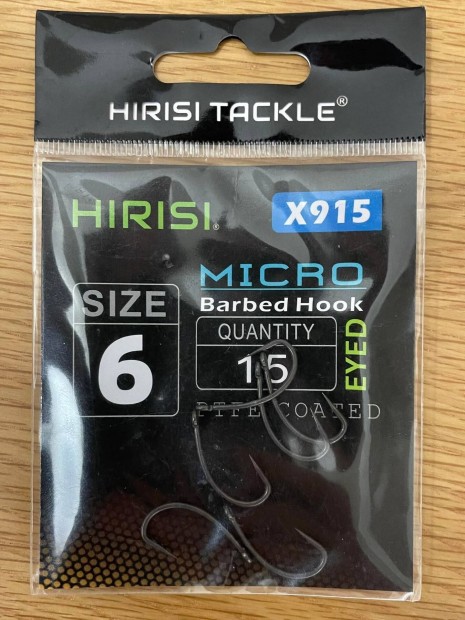 HIRISI TACKLE®
HIRISI®
X915
MICRO
Barbed Hook
SIZE
6
QUANTITY
15
EYED
PTFE COATED